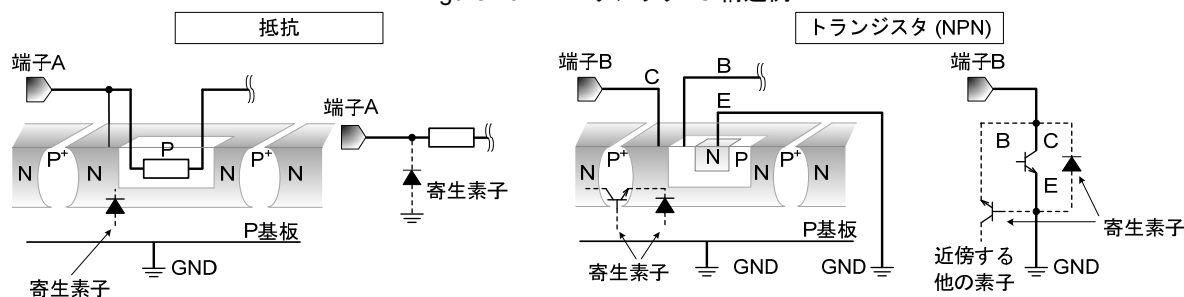 抵抗
トランジスタ (NPN)
端子A
端子A
N
P+
N
P
N
P+
N
寄生素子
P基板
GND
寄生素子
端子B
C
B
E
N
P+
N
N
P
N
P+
N
P基板
寄生素子
GND
GND
端子B
B
C
E
寄生素子
近傍する
他の素子
GND